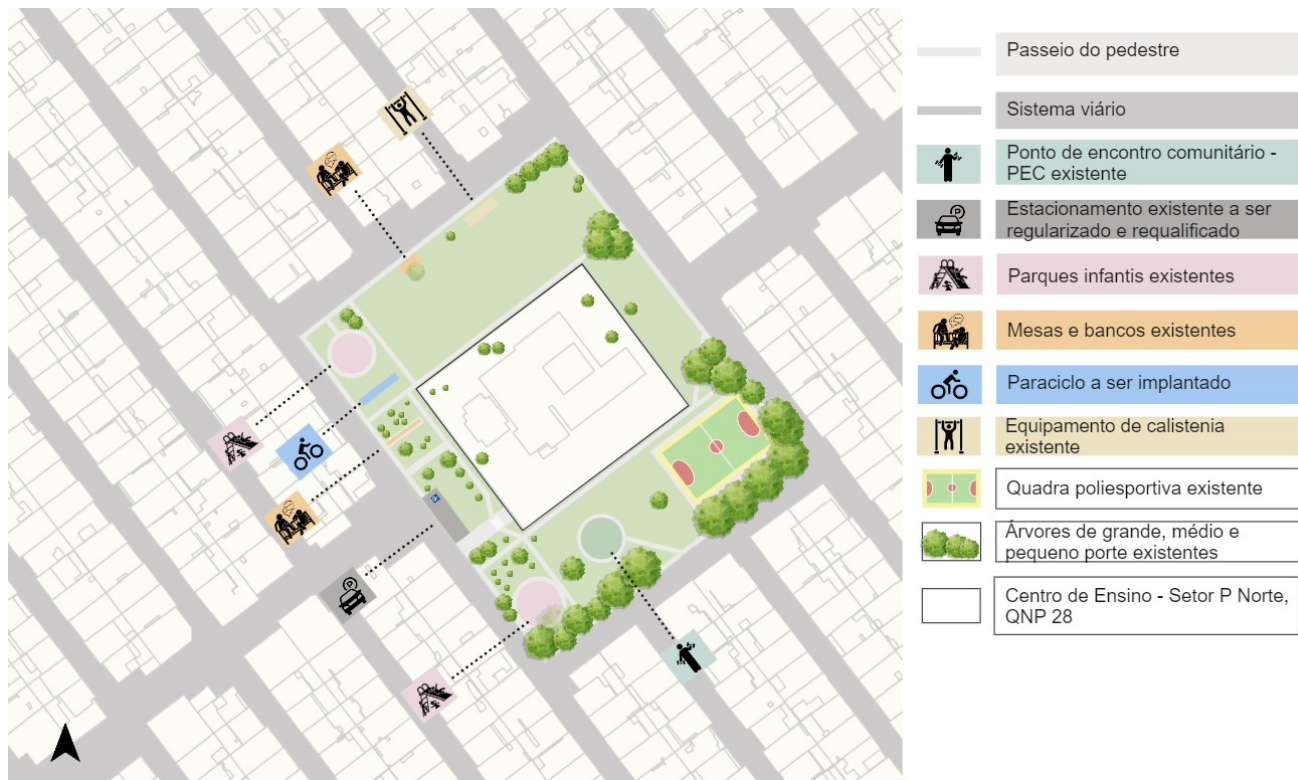 Passeio do pedestre
Sistema viário
Ponto de encontro comunitário -
PEC existente
Estacionamento existente a ser
regularizado e requalificado
Parques infantis existentes
Mesas e bancos existentes
Paraciclo a ser implantado
Equipamento de calistenia
existente
Quadra poliesportiva existente
Árvores de grande, médio e
pequeno porte existentes
Centro de Ensino - Setor P Norte,
QNP 28